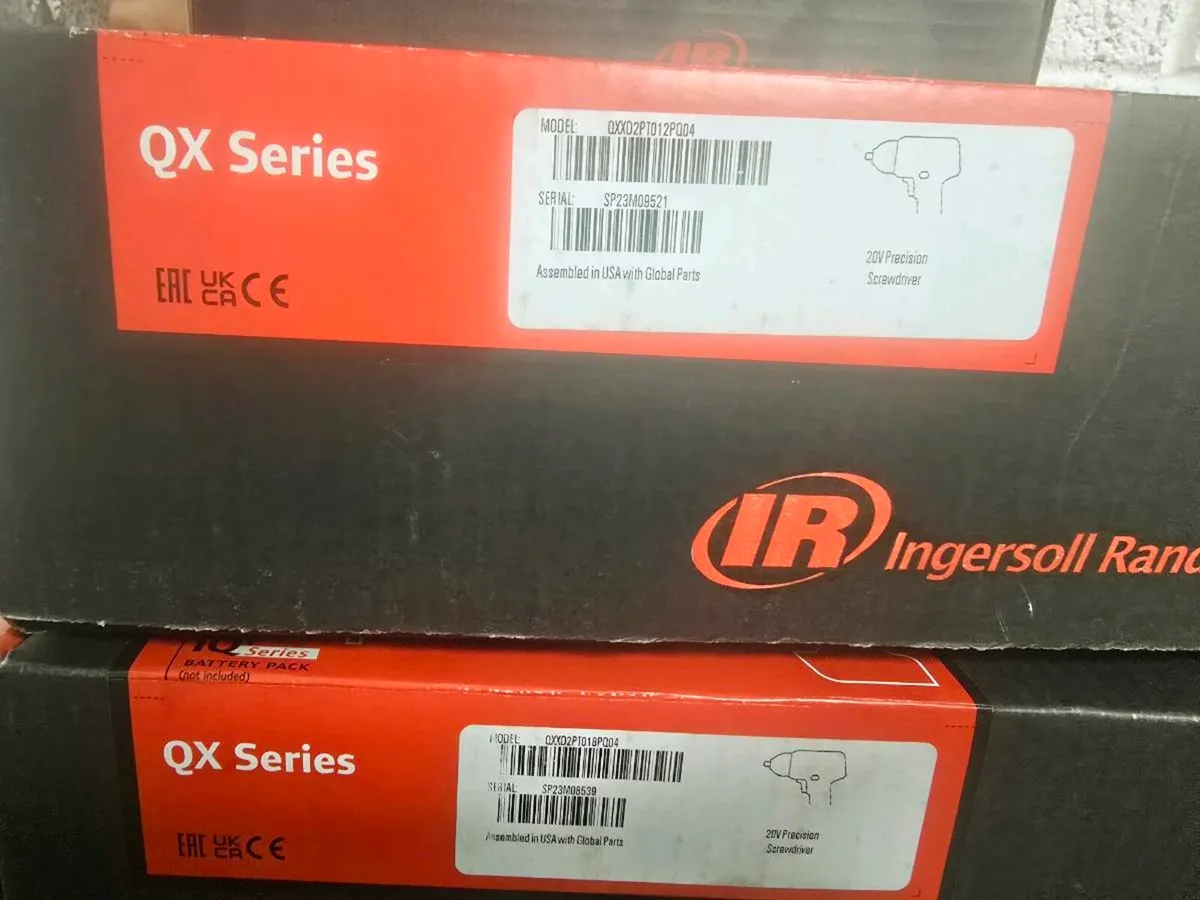 IR
QX Series
MODEL: QXXD2PT012PQ04
SERIAL: SP23M09521
Assembled in USA with Global Parts
20V Precision
Screwdriver
EAC UK CA CE
IR Ingersoll Rand
IQ Series
BATTERY PACK
(not included)
QX Series
MODEL: QXXD2PT018PQ04
SERIAL: SP23M08539
Assembled in USA with Global Parts
20V Precision
Screwdriver
EAC UK CA CE